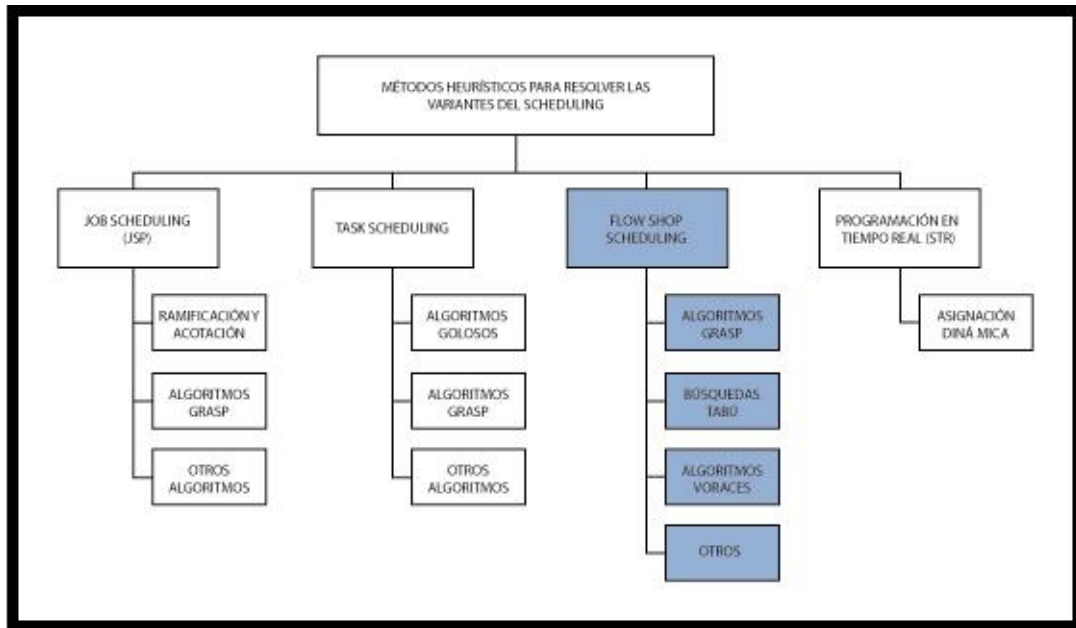 MÉTODOS HEURÍSTICOS PARA RESOLVER LAS
VARIANTES DEL SCHEDULING
JOB SCHEDULING
(JSP)
RAMIFICACIÓN Y
ACOTACIÓN
ALGORITMOS
GRASP
OTROS
ALGORITMOS
TASK SCHEDULING
ALGORITMOS
GOLOSOS
ALGORITMOS
GRASP
OTROS
ALGORITMOS
FLOW SHOP
SCHEDULING
ALGORITMOS
GRASP
BÚSQUEDAS
TABÚ
ALGORITMOS
VORACES
OTROS
PROGRAMACIÓN EN
TIEMPO REAL (STR)
ASIGNACIÓN
DINÁ MICA